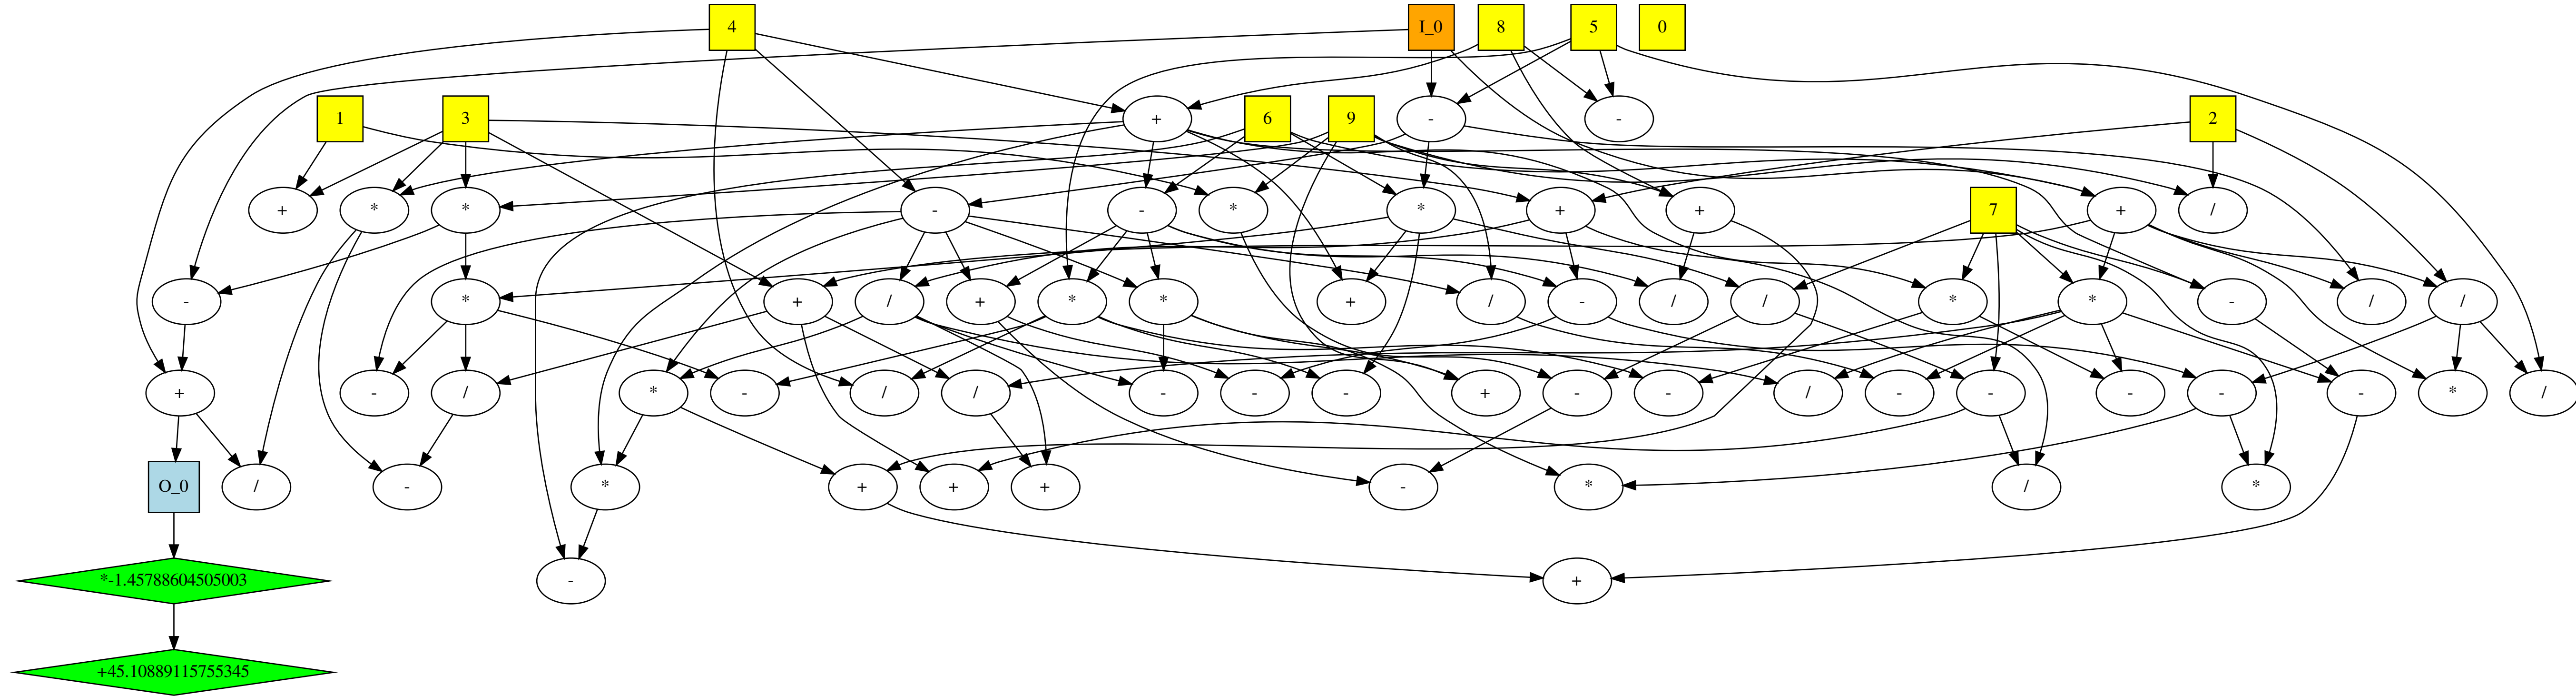 4 I_0 8 5 0
1 3 + 6 9 - - 2
+ * * - - * * + + 7 + /
- * + / + * * + / - / / * * - / /
+ - / * - / / - - - + - - / - - - - - * /
O_0 / - * + + + - * / *
*-1.45788604505003 - +
+45.10889115755345